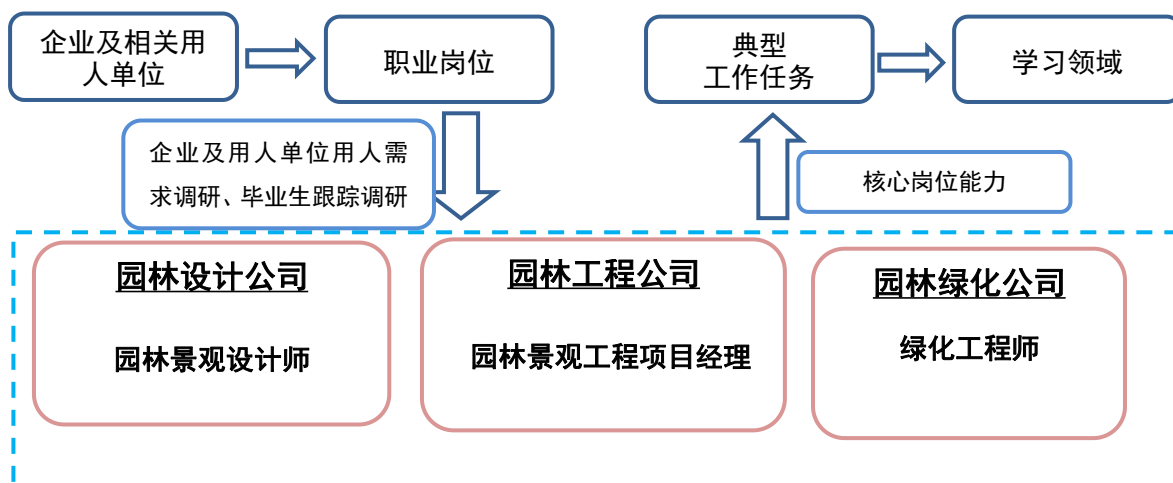 企业及相关用
人单位
职业岗位
典型
工作任务
学习领域
企业及用人单位用人需
求调研、毕业生跟踪调研
核心岗位能力
园林设计公司
园林景观设计师
园林工程公司
园林景观工程项目经理
园林绿化公司
绿化工程师